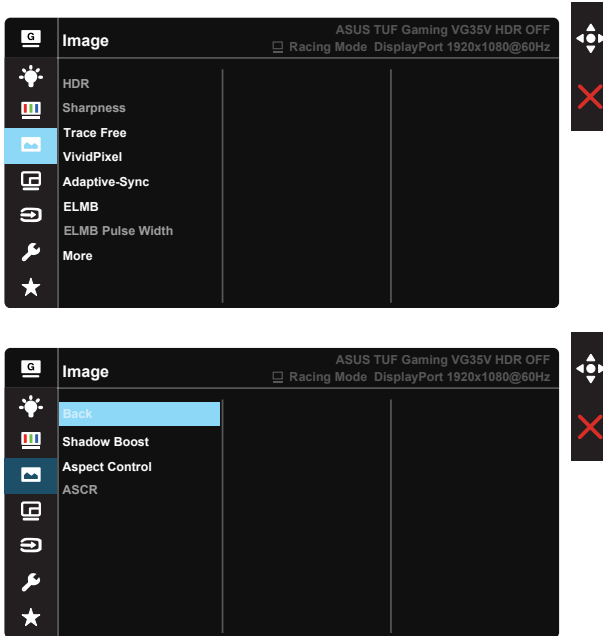 G
Image
ASUS TUF Gaming VG35V HDR OFF
Racing Mode DisplayPort 1920x1080@60Hz
HDR
Sharpness
Trace Free
VividPixel
Adaptive-Sync
ELMB
ELMB Pulse Width
More
G
Image
ASUS TUF Gaming VG35V HDR OFF
Racing Mode DisplayPort 1920x1080@60Hz
Back
Shadow Boost
Aspect Control
ASCR